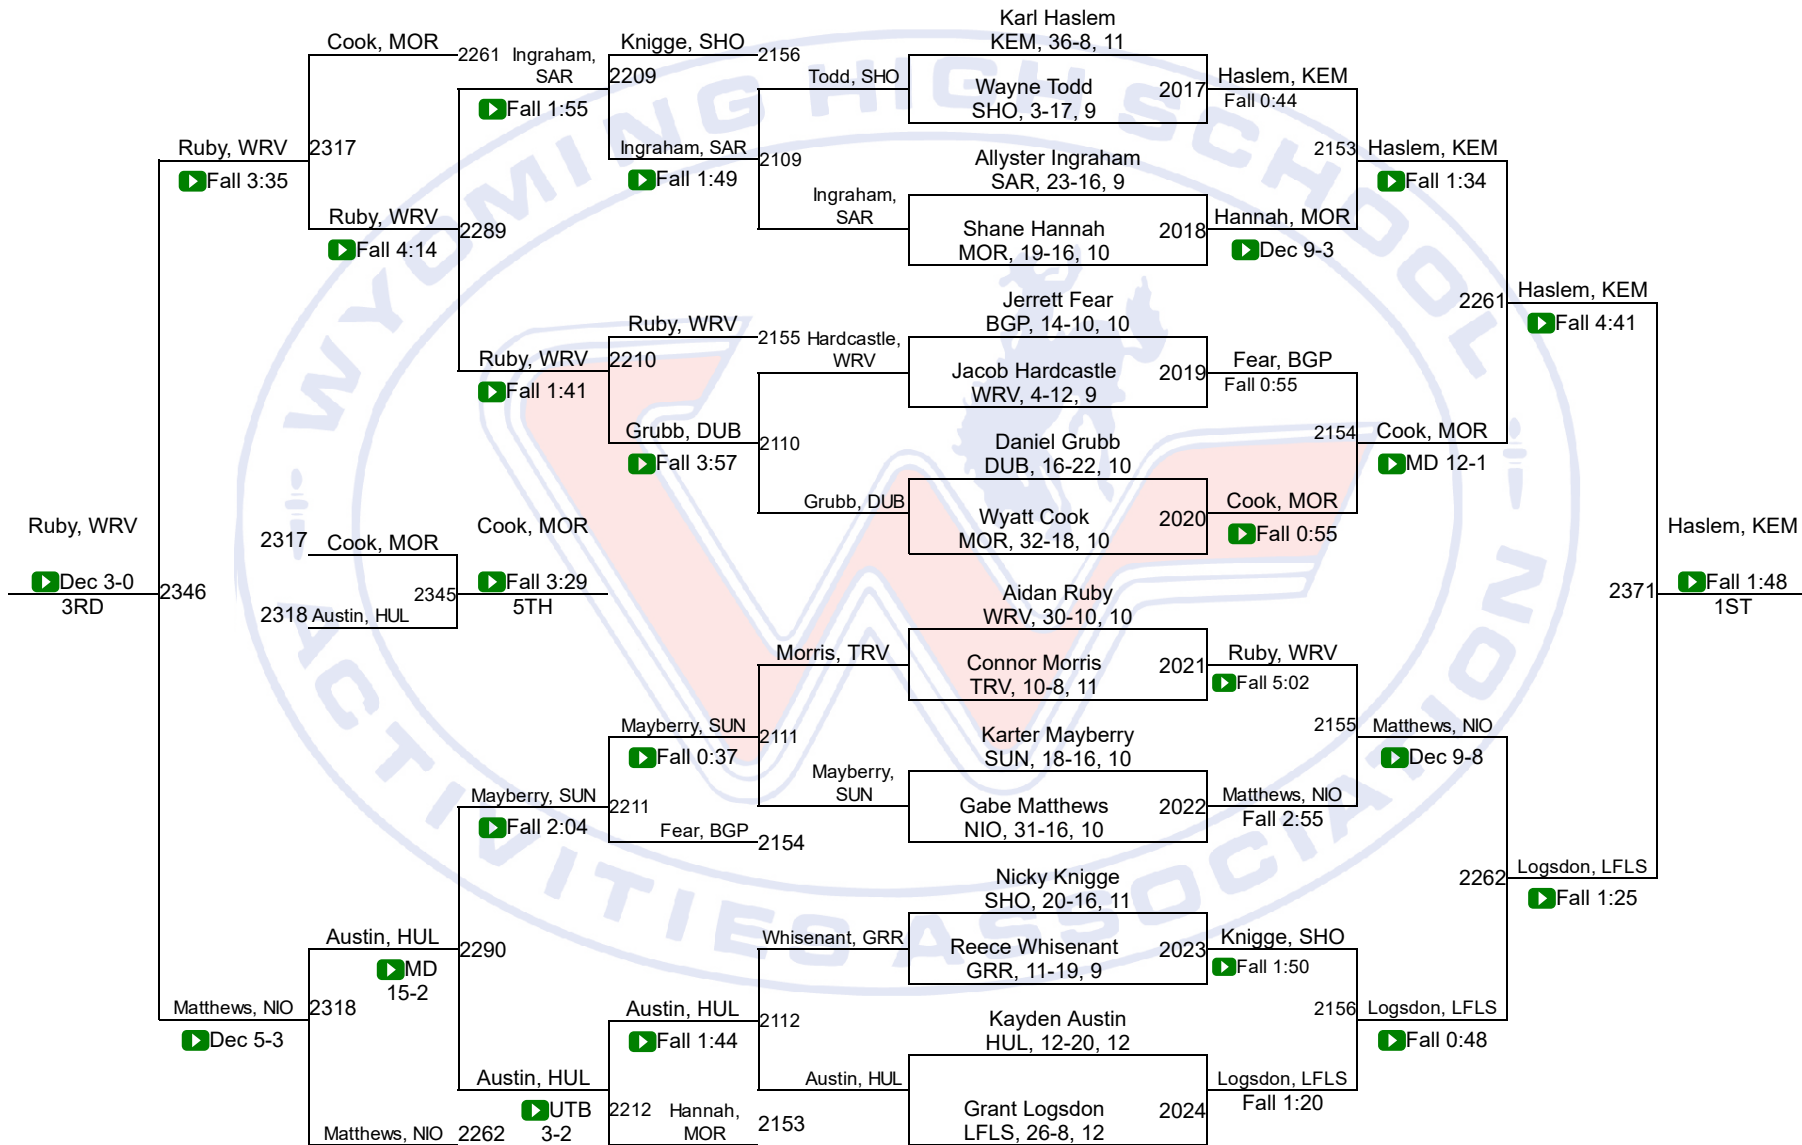 Karl Haslem
KEM, 36-8, 11
Cook, MOR
2261
Ingraham,
SAR
Knigge, SHO
2156
2209
Todd, SHO
Wayne Todd
SHO, 3-17, 9
2017
Haslem, KEM
Fall 0:44
Fall 1:55
Ruby, WRV
2317
Ingraham, SAR
2109
Allyster Ingraham
SAR, 23-16, 9
2153
Haslem, KEM
Fall 3:35
Fall 1:49
Fall 1:34
Ruby, WRV
2289
Ingraham,
SAR
Shane Hannah
MOR, 19-16, 10
2018
Hannah, MOR
Fall 4:14
Dec 9-3
Jerrett Fear
BGP, 14-10, 10
2261
Haslem, KEM
Fall 4:41
Ruby, WRV
2155
Hardcastle,
WRV
Ruby, WRV
2210
Jacob Hardcastle
WRV, 4-12, 9
2019
Fear, BGP
Fall 0:55
Fall 1:41
Grubb, DUB
2110
Daniel Grubb
DUB, 16-22, 10
2154
Cook, MOR
Fall 3:57
MD 12-1
Grubb, DUB
Wyatt Cook
MOR, 32-18, 10
2020
Cook, MOR
Fall 0:55
Ruby, WRV
2317
Cook, MOR
Cook, MOR
Haslem, KEM
Dec 3-0
3RD
2346
2345
Fall 3:29
5TH
Aidan Ruby
WRV, 30-10, 10
2371
Fall 1:48
1ST
2318
Austin, HUL
Morris, TRV
Connor Morris
TRV, 10-8, 11
2021
Ruby, WRV
Fall 5:02
Mayberry, SUN
2111
Karter Mayberry
SUN, 18-16, 10
2155
Matthews, NIO
Fall 0:37
Dec 9-8
Mayberry,
SUN
Mayberry, SUN
2211
Gabe Matthews
NIO, 31-16, 10
2022
Matthews, NIO
Fall 2:55
Fall 2:04
Fear, BGP
2154
Nicky Knigge
SHO, 20-16, 11
2262
Logsdon, LFLS
Fall 1:25
Austin, HUL
2290
Whisenant, GRR
Reece Whisenant
GRR, 11-19, 9
2023
Knigge, SHO
Fall 1:50
MD
15-2
Matthews, NIO
2318
Austin, HUL
2112
Kayden Austin
HUL, 12-20, 12
2156
Logsdon, LFLS
Dec 5-3
Fall 1:44
Fall 0:48
Austin, HUL
Austin, HUL
Logsdon, LFLS
Fall 1:20
UTB
3-2
2212
Hannah,
MOR
2153
Grant Logsdon
LFLS, 26-8, 12
2024
Matthews, NIO
2262
WYOMING HIGH SCHOOL
ACTIVITIES ASSOCIATION